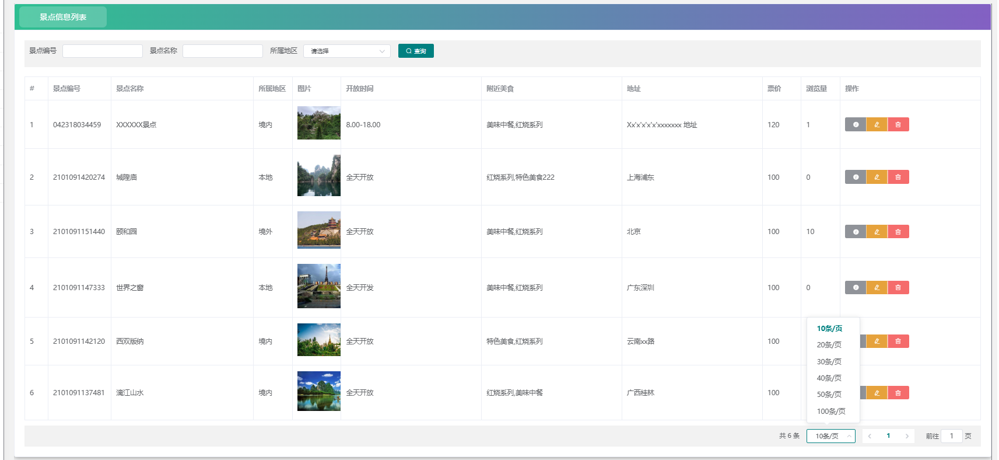 景点信息列表
景点编号 景点名称 所属地区 请选择 查询
# 景点编号 景点名称 所属地区 图片 开放时间 附近美食 地址 票价 浏览量 操作
1 042318034459 XXXXXX景点 境内 8.00-18.00 美味中餐,红烧系列 Xx'x'x'x'x'xxxxxxx 地址 120 1
2 2101091420274 城隍庙 本地 全天开放 红烧系列,特色美食222 上海浦东 100 0
3 2101091151440 颐和园 境外 全天开放 美味中餐,红烧系列 北京 100 10
4 2101091147333 世界之窗 本地 全天开发 美味中餐,红烧系列 广东深圳 100 0
5 2101091142120 西双版纳 境内 全天开放 特色美食,红烧系列 云南xx路 100
6 2101091137481 漓江山水 境内 全天开放 红烧系列,美味中餐 广西桂林 100
10条/页
20条/页
30条/页
40条/页
50条/页
100条/页
共 6 条 10条/页 1 前往 1 页